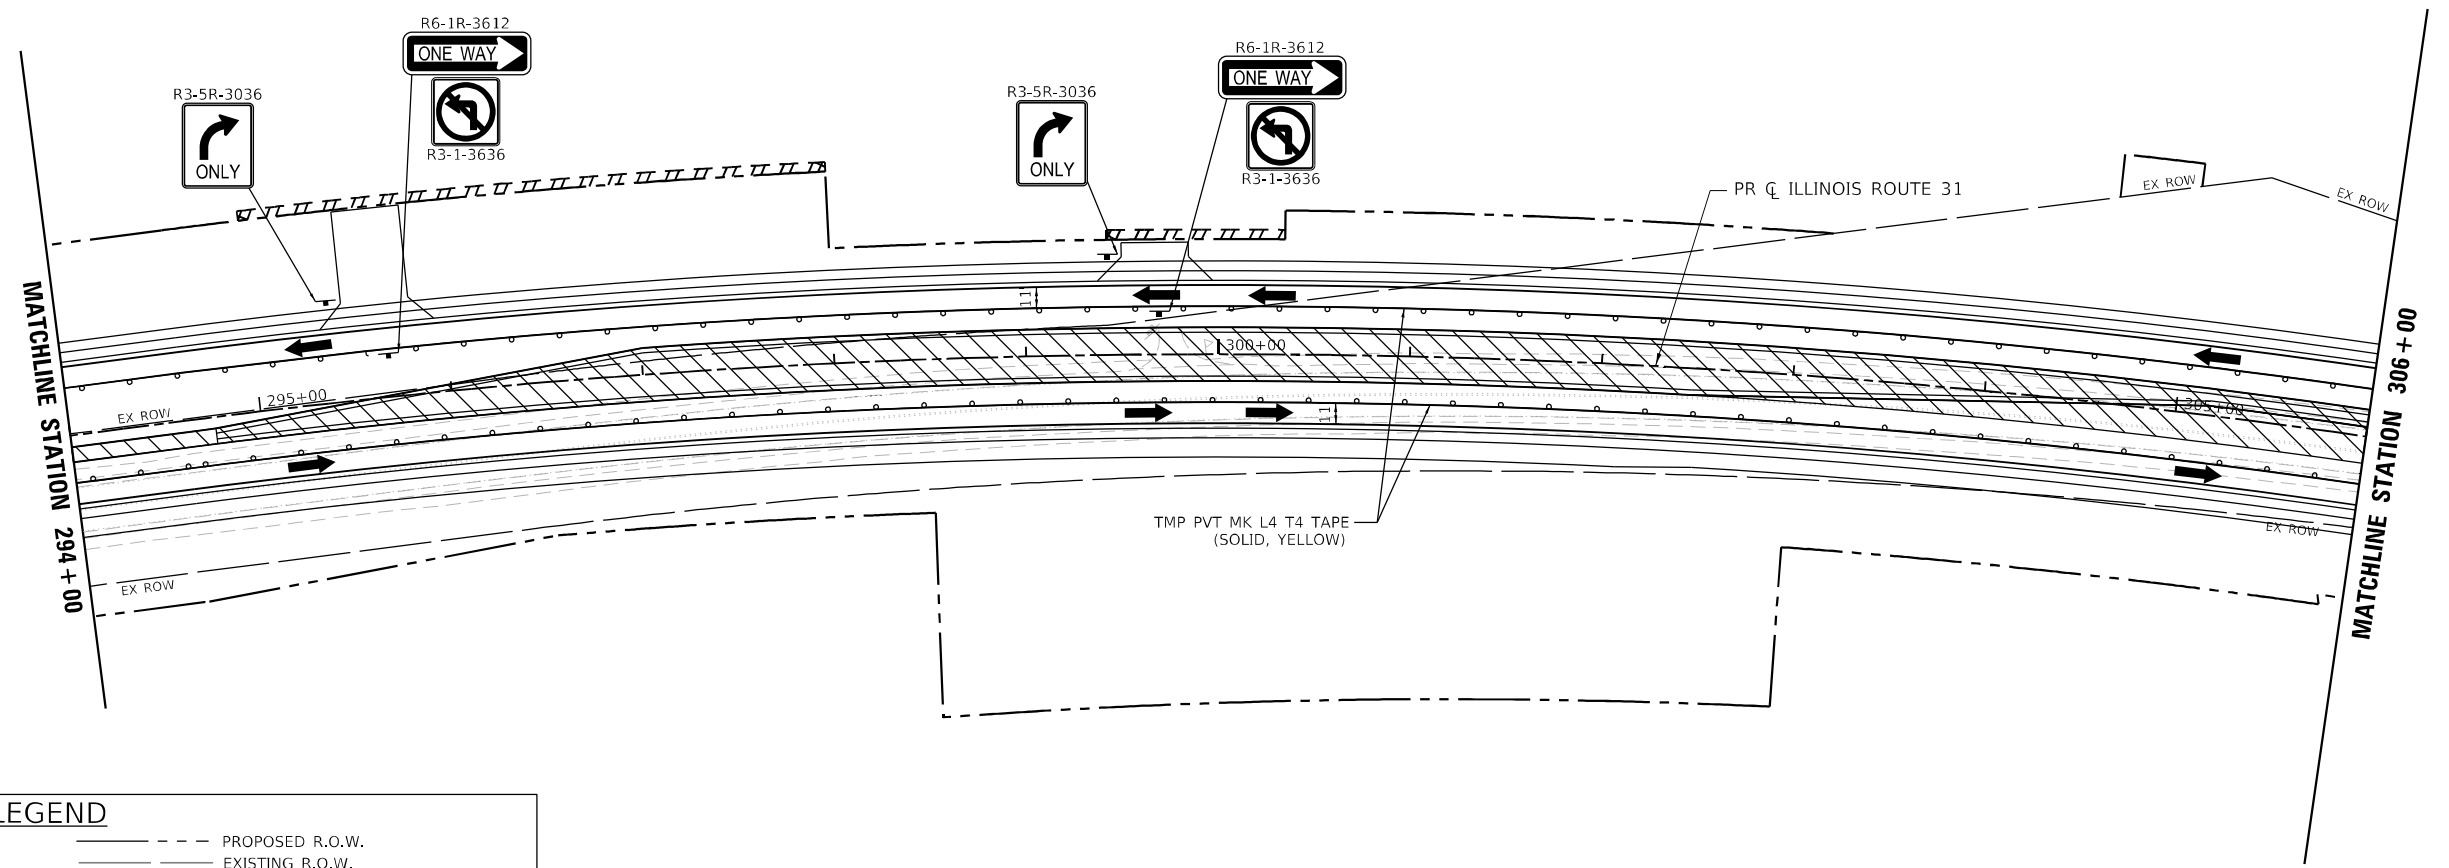 R6-1R-3612
ONE WAY
R3-5R-3036
ONLY
R3-1-3636
R6-1R-3612
ONE WAY
R3-5R-3036
ONLY
R3-1-3636
PR ℄ ILLINOIS ROUTE 31
EX ROW
EX ROW
MATCHLINE STATION 294+00
MATCHLINE STATION 306+00
11'
300+00
295+00
EX ROW
305+00
11'
TMP PVT MK L4 T4 TAPE
(SOLID, YELLOW)
EX ROW
EX ROW
LEGEND
PROPOSED R.O.W.
EXISTING R.O.W.